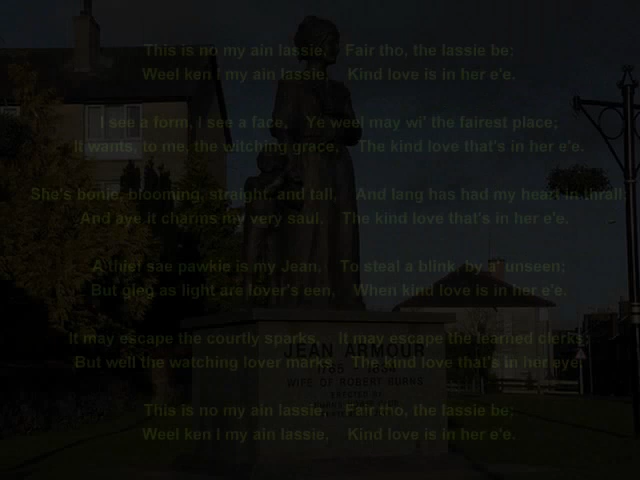 This is no my ain lassie, Fair tho, the lassie be:
Weel ken I my ain lassie, Kind love is in her e'e.
I see a form, I see a face, Ye weel may wi' the fairest place;
It wants, to me, the witching grace, The kind love that's in her e'e.
She's bonie, blooming, straight, and tall, And lang has had my heart in thrall;
And aye it charms my very saul, The kind love that's in her e'e.
A thief sae pawkie is my Jean, To steal a blink, by a' unseen;
But gleg as light are lover's een, When kind love is in her e'e.
It may escape the courtly sparks, It may escape the learned clerks;
But well the watching lover marks The kind love that's in her eye.
JEAN ARMOUR
WIFE OF ROBERT BURNS
This is no my ain lassie, Fair tho, the lassie be:
Weel ken I my ain lassie, Kind love is in her e'e.